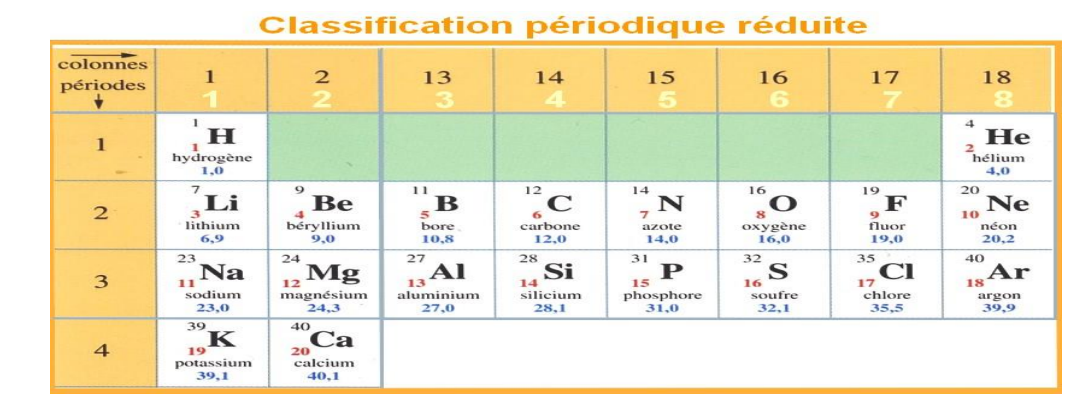 Classification périodique réduite
colonnes
périodes
1 2 13 14 15 16 17 18
1 2 3 4 5 6 7 8
1
1 4
H He
1 2
hydrogène hélium
1,0 4,0
2
7 9 11 12 14 16 19 20
Li Be B C N O F Ne
3 4 5 6 7 8 9 10
lithium béryllium bore carbone azote oxygène fluor néon
6,9 9,0 10,8 12,0 14,0 16,0 19,0 20,2
3
23 24 27 28 31 32 35 40
Na Mg Al Si P S Cl Ar
11 12 13 14 15 16 17 18
sodium magnésium aluminium silicium phosphore soufre chlore argon
23,0 24,3 27,0 28,1 31,0 32,1 35,5 39,9
4
39 40
K Ca
19 20
potassium calcium
39,1 40,1